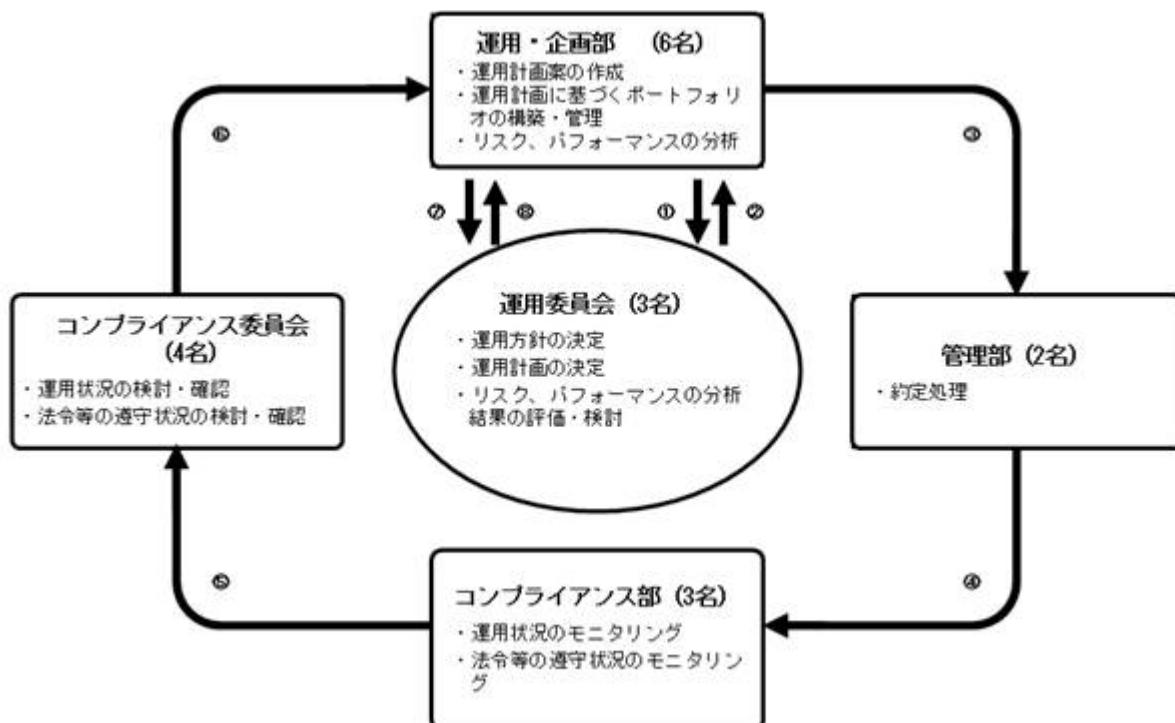 運用・企画部 (6名)
・運用計画案の作成
・運用計画に基づくポートフォリ
オの構築・管理
・リスク、パフォーマンスの分析
⑥
③
⑦
⑧
①
②
運用委員会 (3名)
・運用方針の決定
・運用計画の決定
・リスク、パフォーマンスの分析
結果の評価・検討
コンプライアンス委員会
(4名)
・運用状況の検討・確認
・法令等の遵守状況の検討・確認
管理部 (2名)
・約定処理
⑤
④
コンプライアンス部 (3名)
・運用状況のモニタリング
・法令等の遵守状況のモニタリン
グ